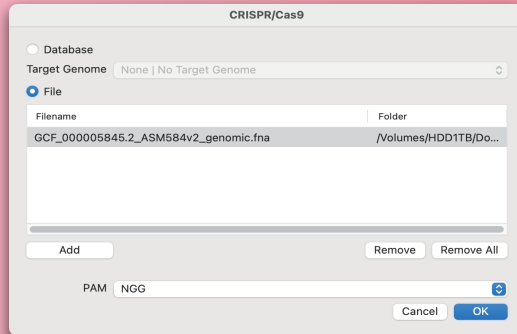 CRISPR/Cas9
Database
Target Genome None | No Target Genome
File
Filename Folder
GCF_000005845.2_ASM584v2_genomic.fna /Volumes/HDD1TB/Do...
Add Remove Remove All
PAM NGG
Cancel OK